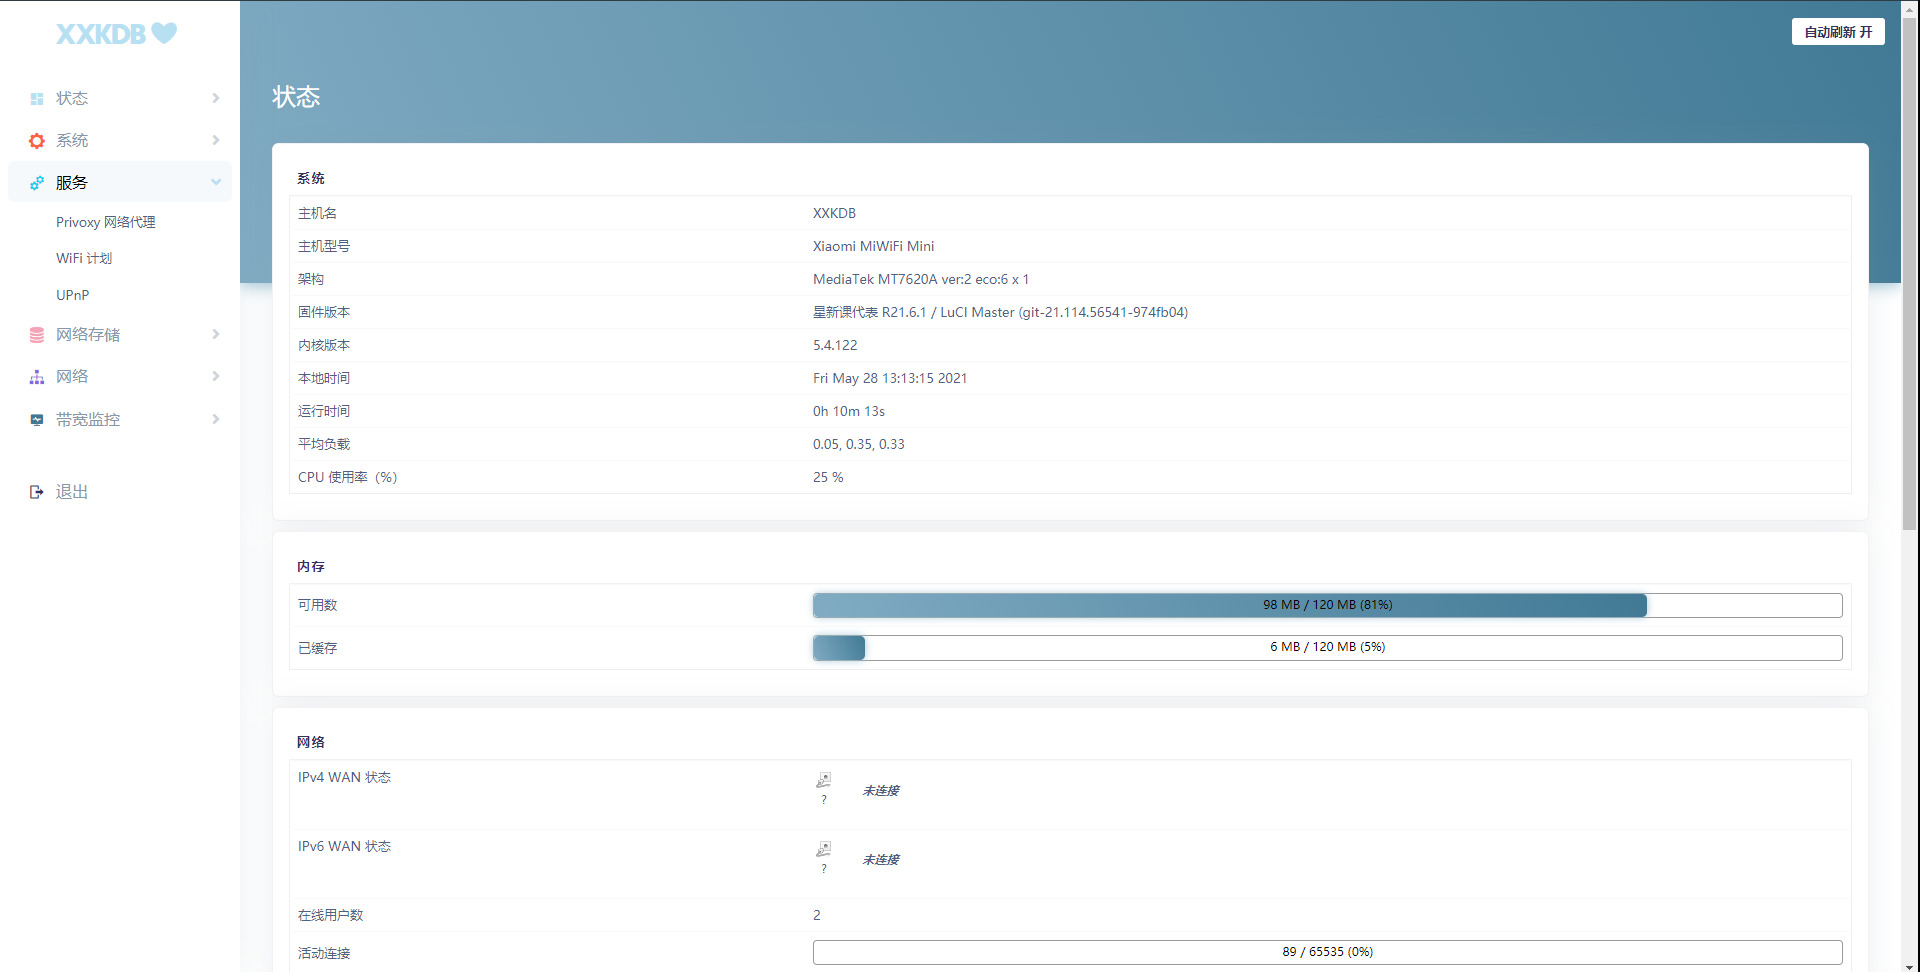 XXKDB
自动刷新 开
状态
系统
服务
Privoxy 网络代理
WiFi 计划
UPnP
网络存储
网络
带宽监控
退出
状态
系统
主机名 XXKDB
主机型号 Xiaomi MiWiFi Mini
架构 MediaTek MT7620A ver:2 eco:6 x 1
固件版本 星新课代表 R21.6.1 / LuCI Master (git-21.114.56541-974fb04)
内核版本 5.4.122
本地时间 Fri May 28 13:13:15 2021
运行时间 0h 10m 13s
平均负载 0.05, 0.35, 0.33
CPU 使用率（%） 25 %
内存
可用数 98 MB / 120 MB (81%)
已缓存 6 MB / 120 MB (5%)
网络
IPv4 WAN 状态 ? 未连接
IPv6 WAN 状态 ? 未连接
在线用户数 2
活动连接 89 / 65535 (0%)